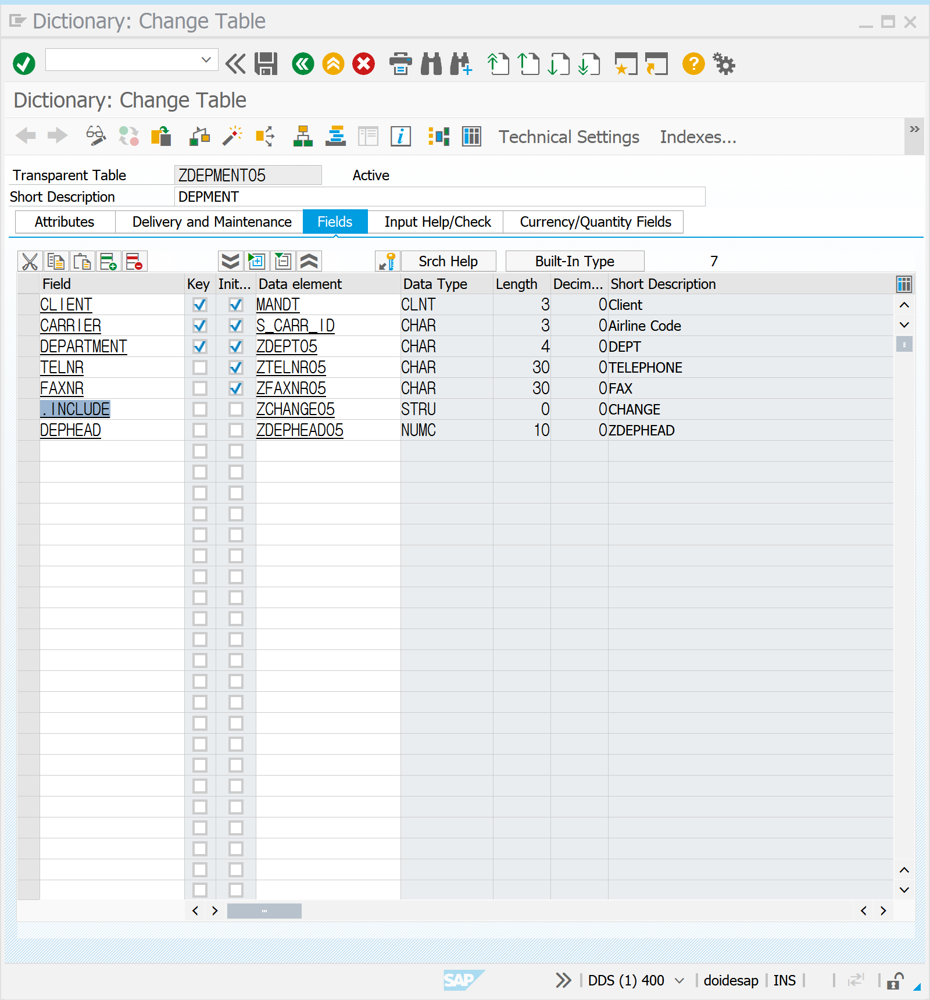 Dictionary: Change Table
Dictionary: Change Table
Technical Settings Indexes...
Transparent Table ZDEPMENT05 Active
Short Description DEPMENT
Attributes Delivery and Maintenance Fields Input Help/Check Currency/Quantity Fields
Srch Help Built-In Type 7
Field Key Init... Data element Data Type Length Decim... Short Description
CLIENT MANDT CLNT 3 0 Client
CARRIER S_CARR_ID CHAR 3 0 Airline Code
DEPARTMENT ZDEPT05 CHAR 4 0 DEPT
TELNR ZTELNR05 CHAR 30 0 TELEPHONE
FAXNR ZFAXNR05 CHAR 30 0 FAX
.INCLUDE ZCHANGE05 STRU 0 0 CHANGE
DEPHEAD ZDEPHEAD05 NUMC 10 0 ZDEPHEAD
SAP DDS (1) 400 doidesap INS